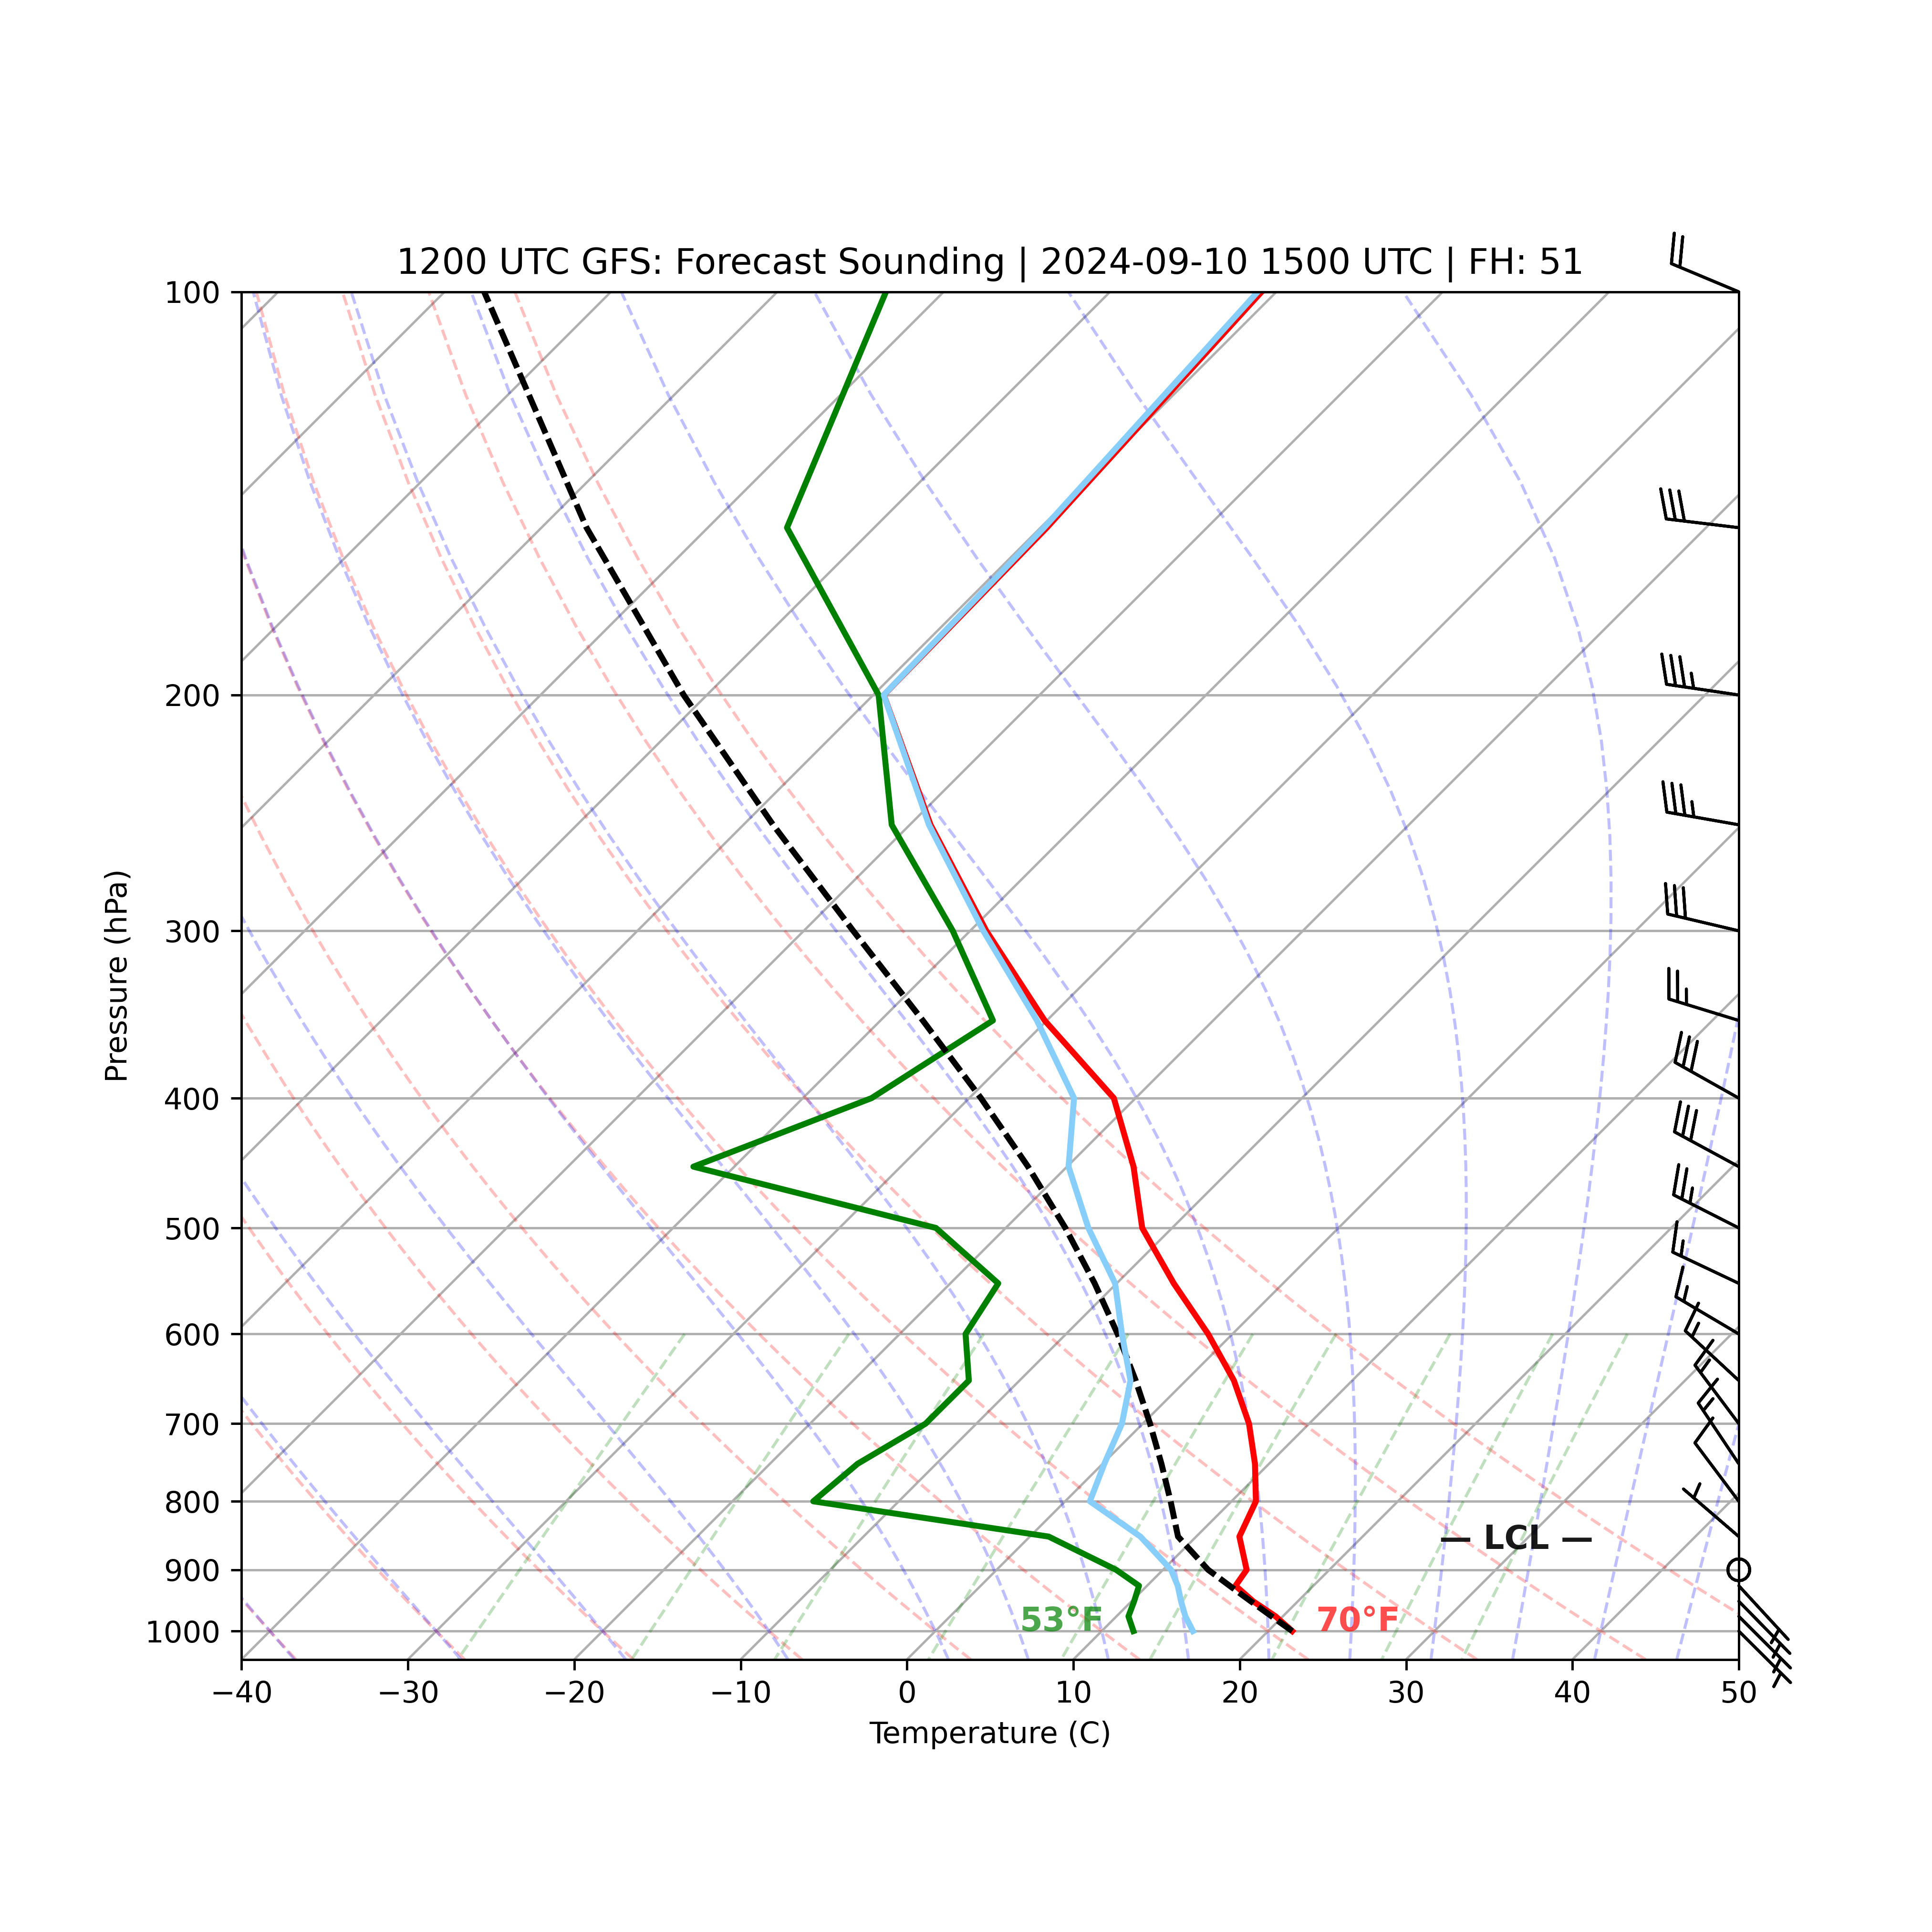 1200 UTC GFS: Forecast Sounding | 2024-09-10 1500 UTC | FH: 51
100
200
300
400
500
600
700
800
900
1000
Pressure (hPa)
— LCL —
53°F
70°F
−40 −30 −20 −10 0 10 20 30 40 50
Temperature (C)